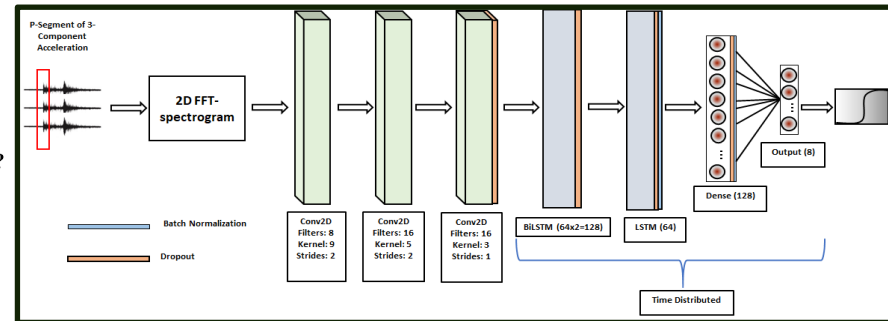 P-Segment of 3-
Component
Acceleration
2D FFT-
spectrogram
Conv2D
Filters: 8
Kernel: 9
Strides: 2
Conv2D
Filters: 16
Kernel: 5
Strides: 2
Conv2D
Filters: 16
Kernel: 3
Strides: 1
BiLSTM (64x2=128)
LSTM (64)
Dense (128)
Output (8)
Batch Normalization
Dropout
Time Distributed